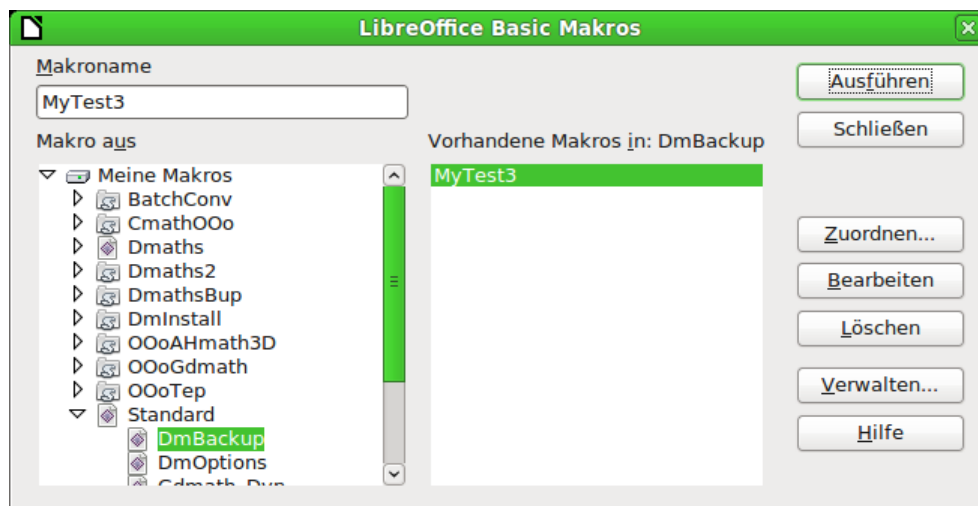 LibreOffice Basic Makros
Makroname
MyTest3
Makro aus
Meine Makros
BatchConv
CmathOOo
Dmaths
Dmaths2
DmathsBup
DmInstall
OOoAHmath3D
OOoGdmath
OOoTep
Standard
DmBackup
DmOptions
Vorhandene Makros in: DmBackup
MyTest3
Ausführen
Schließen
Zuordnen...
Bearbeiten
Löschen
Verwalten...
Hilfe